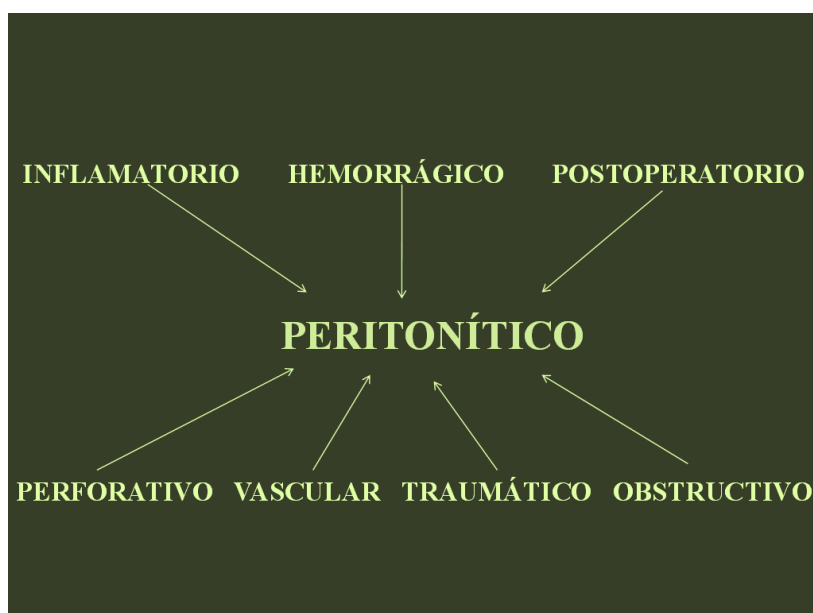 INFLAMATORIO HEMORRÁGICO POSTOPERATORIO
PERITONÍTICO
PERFORATIVO VASCULAR TRAUMÁTICO OBSTRUCTIVO